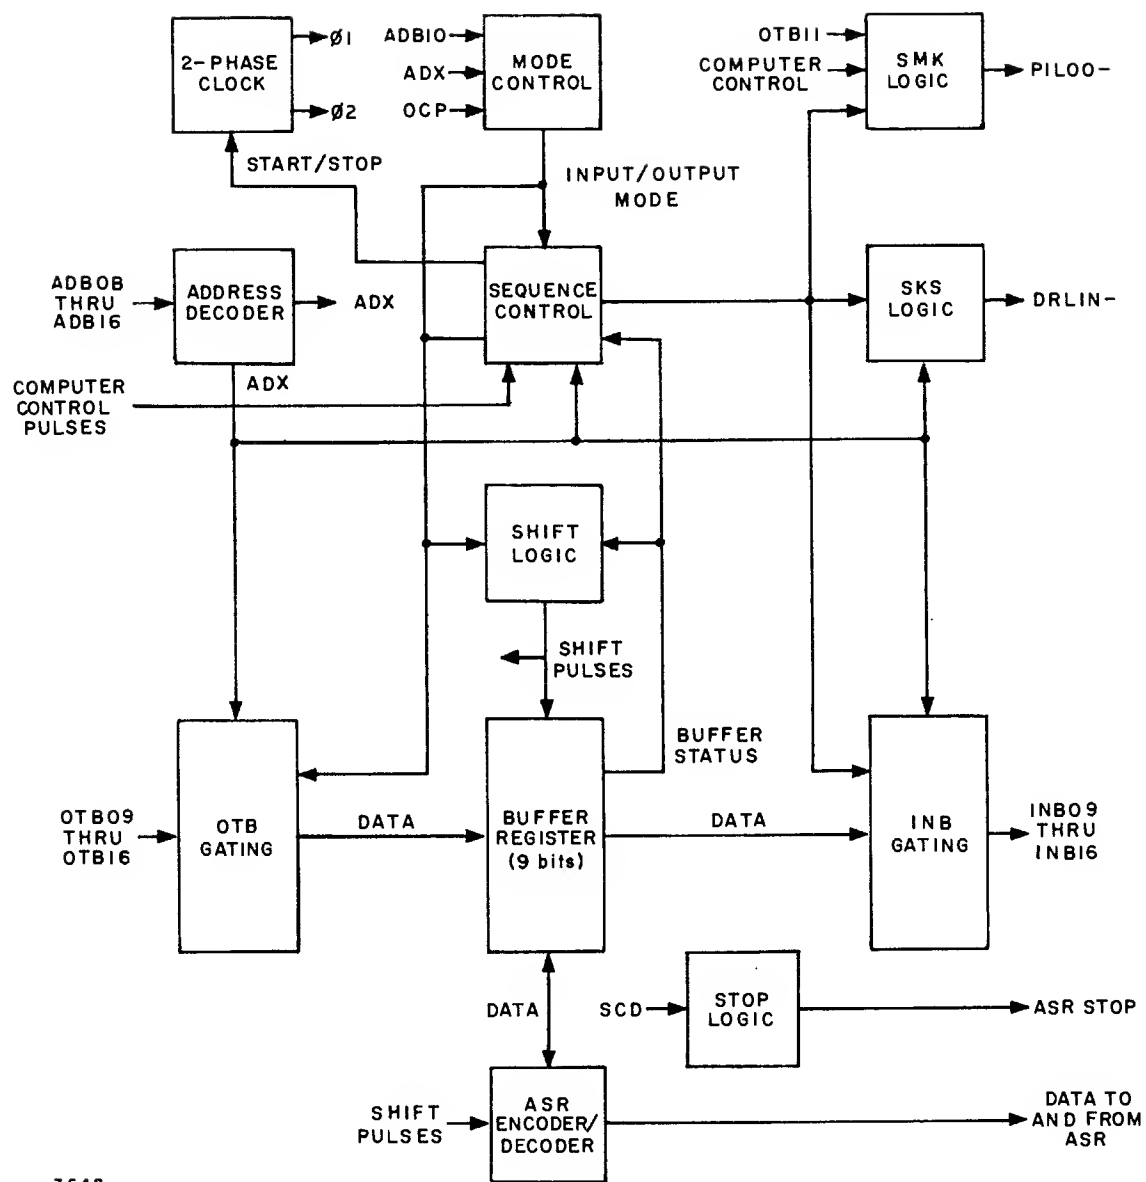 2-PHASE
CLOCK
Ø1
Ø2
ADB10
ADX
OCP
MODE
CONTROL
OTB11
COMPUTER
CONTROL
SMK
LOGIC
PIL00-
START/STOP
INPUT/OUTPUT
MODE
ADB08
THRU
ADB16
ADDRESS
DECODER
ADX
SEQUENCE
CONTROL
SKS
LOGIC
DRLIN-
ADX
COMPUTER
CONTROL
PULSES
SHIFT
LOGIC
SHIFT
PULSES
BUFFER
STATUS
OTB09
THRU
OTB16
OTB
GATING
DATA
BUFFER
REGISTER
(9 bits)
DATA
INB
GATING
INB09
THRU
INB16
DATA
SCD
STOP
LOGIC
ASR STOP
SHIFT
PULSES
ASR
ENCODER/
DECODER
DATA TO
AND FROM
ASR